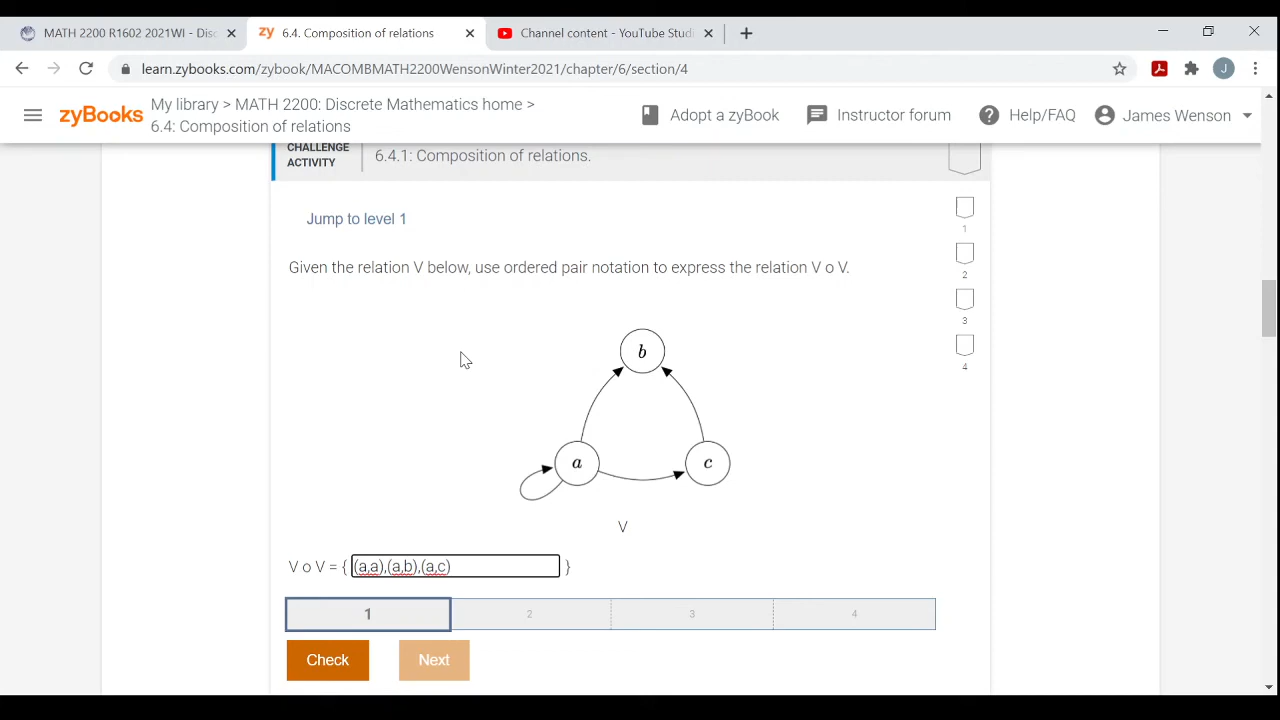 MATH 2200 R1602 2021WI - Disc
zy 6.4. Composition of relations
Channel content - YouTube Studi
learn.zybooks.com/zybook/MACOMBMATH2200WensonWinter2021/chapter/6/section/4
J
zyBooks
My library > MATH 2200: Discrete Mathematics home >
6.4: Composition of relations
Adopt a zyBook
Instructor forum
Help/FAQ
James Wenson
CHALLENGE
ACTIVITY
6.4.1: Composition of relations.
Jump to level 1
1
2
3
4
Given the relation V below, use ordered pair notation to express the relation V o V.
b
a
c
V
V o V = { (a,a),(a,b),(a,c) }
1 2 3 4
Check Next